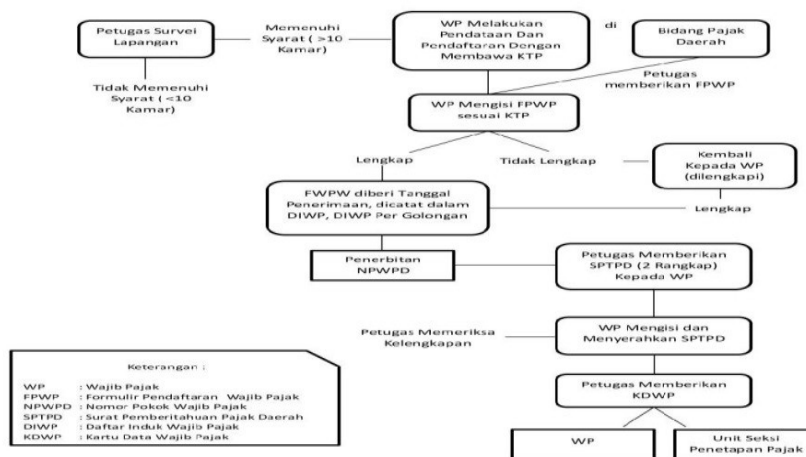 Petugas Survei
Lapangan
Memenuhi
Syarat ( >10
Kamar)
WP Melakukan
Pendataan Dan
Pendaftaran Dengan
Membawa KTP
di
Bidang Pajak
Daerah
Tidak Memenuhi
Syarat ( <10
Kamar)
Petugas
memberikan FPWP
WP Mengisi FPWP
sesuai KTP
Lengkap
Tidak Lengkap
Kembali
Kepada WP
(dilengkapi)
FWPW diberi Tanggal
Penerimaan, dicatat dalam
DIWP, DIWP Per Golongan
Lengkap
Penerbitan
NPWPD
Petugas Memberikan
SPTPD (2 Rangkap)
Kepada WP
Petugas Memeriksa
Kelengkapan
WP Mengisi dan
Menyerahkan SPTPD
Petugas Memberikan
KDWP
WP
Unit Seksi
Penetapan Pajak
Keterangan :
WP : Wajib Pajak
FPWP : Formulir Pendaftaran Wajib Pajak
NPWPD : Nomor Pokok Wajib Pajak
SPTPD : Surat Pemberitahuan Pajak Daerah
DIWP : Daftar Induk Wajib Pajak
KDWP : Kartu Data Wajib Pajak